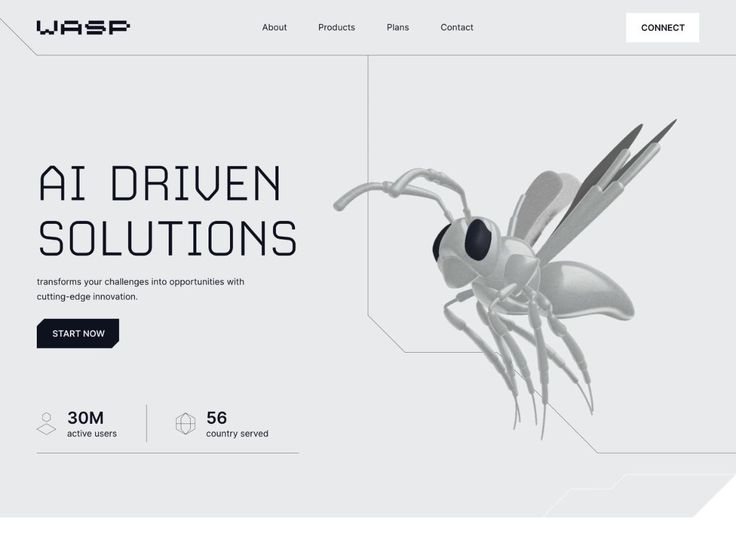 WASP
About
Products
Plans
Contact
CONNECT
AI DRIVEN
SOLUTIONS
transforms your challenges into opportunities with
cutting-edge innovation.
START NOW
30M
active users
56
country served